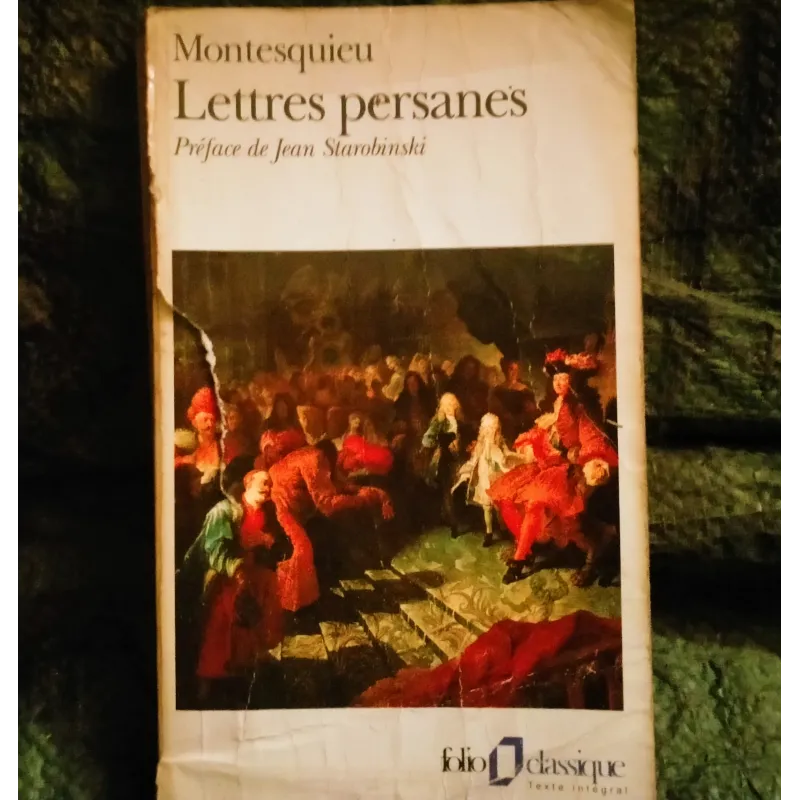 Montesquieu
Lettres persanes
Préface de Jean Starobinski
folio classique
Texte intégral